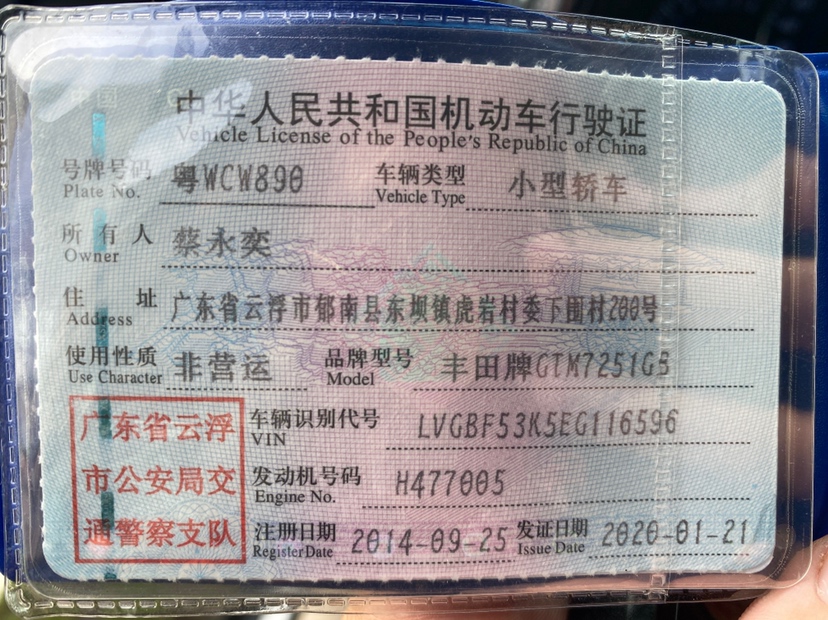 中华人民共和国机动车行驶证
Vehicle License of the People's Republic of China
号牌号码 粤WCW890 车辆类型 小型轿车
Plate No. Vehicle Type
所有人 蔡永奕
Owner
住址 广东省云浮市郁南县东坝镇虎岩村委下围村200号
Address
使用性质 非营运 品牌型号 丰田牌GTM7251G5
Use Character Model
广东省云浮 车辆识别代号 LVGBF53K5EG116596
VIN
市公安局交 发动机号码 H477005
Engine No.
通警察支队 注册日期 2014-09-25 发证日期 2020-01-21
Register Date Issue Date